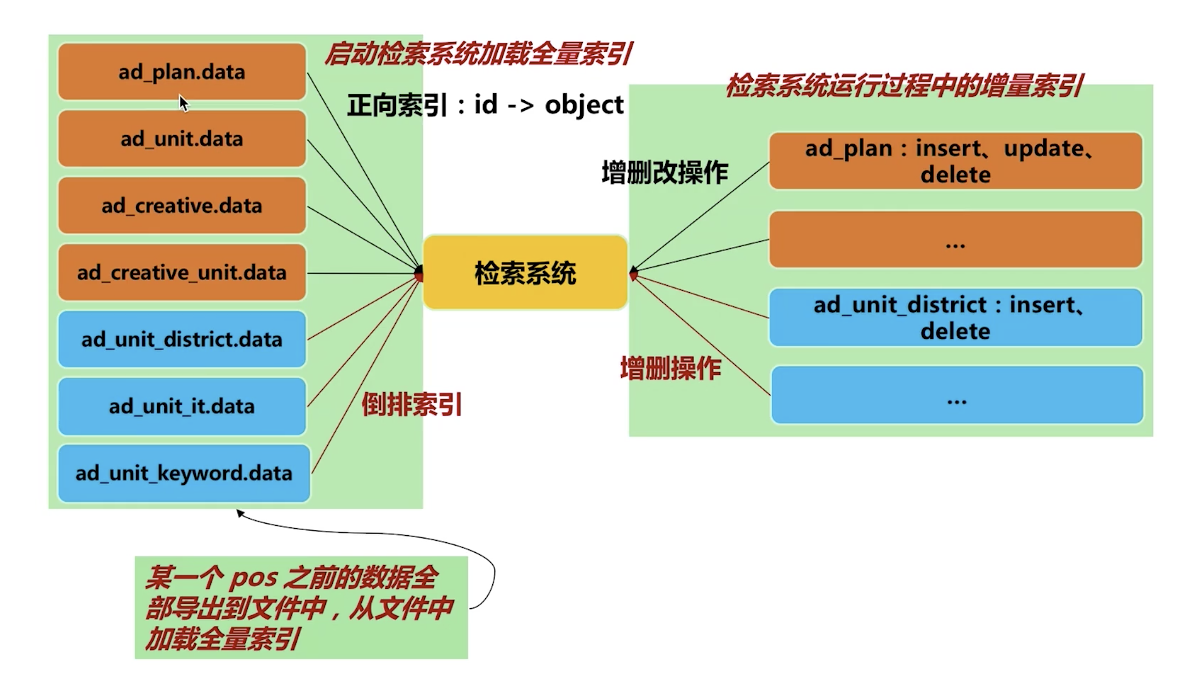 启动检索系统加载全量索引
正向索引：id -> object
ad_plan.data
ad_unit.data
ad_creative.data
ad_creative_unit.data
ad_unit_district.data
ad_unit_it.data
ad_unit_keyword.data
倒排索引
检索系统
检索系统运行过程中的增量索引
增删改操作
ad_plan：insert、update、
delete
...
ad_unit_district：insert、
delete
增删操作
...
某一个 pos 之前的数据全
部导出到文件中，从文件中
加载全量索引